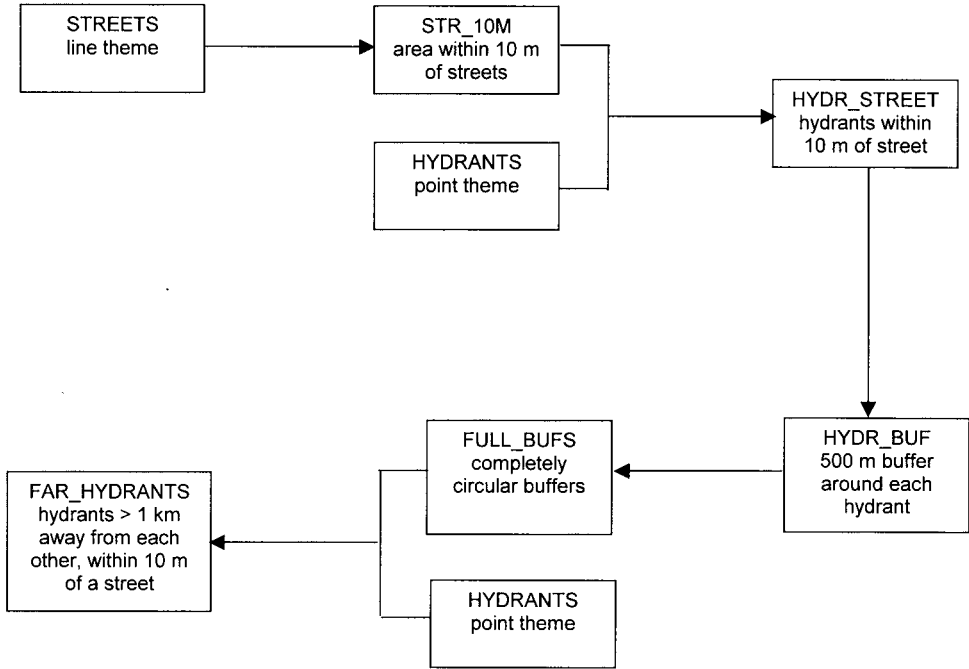 STREETS
line theme
STR_10M
area within 10 m
of streets
HYDRANTS
point theme
HYDR_STREET
hydrants within
10 m of street
HYDR_BUF
500 m buffer
around each
hydrant
FULL_BUFS
completely
circular buffers
HYDRANTS
point theme
FAR_HYDRANTS
hydrants > 1 km
away from each
other, within 10 m
of a street